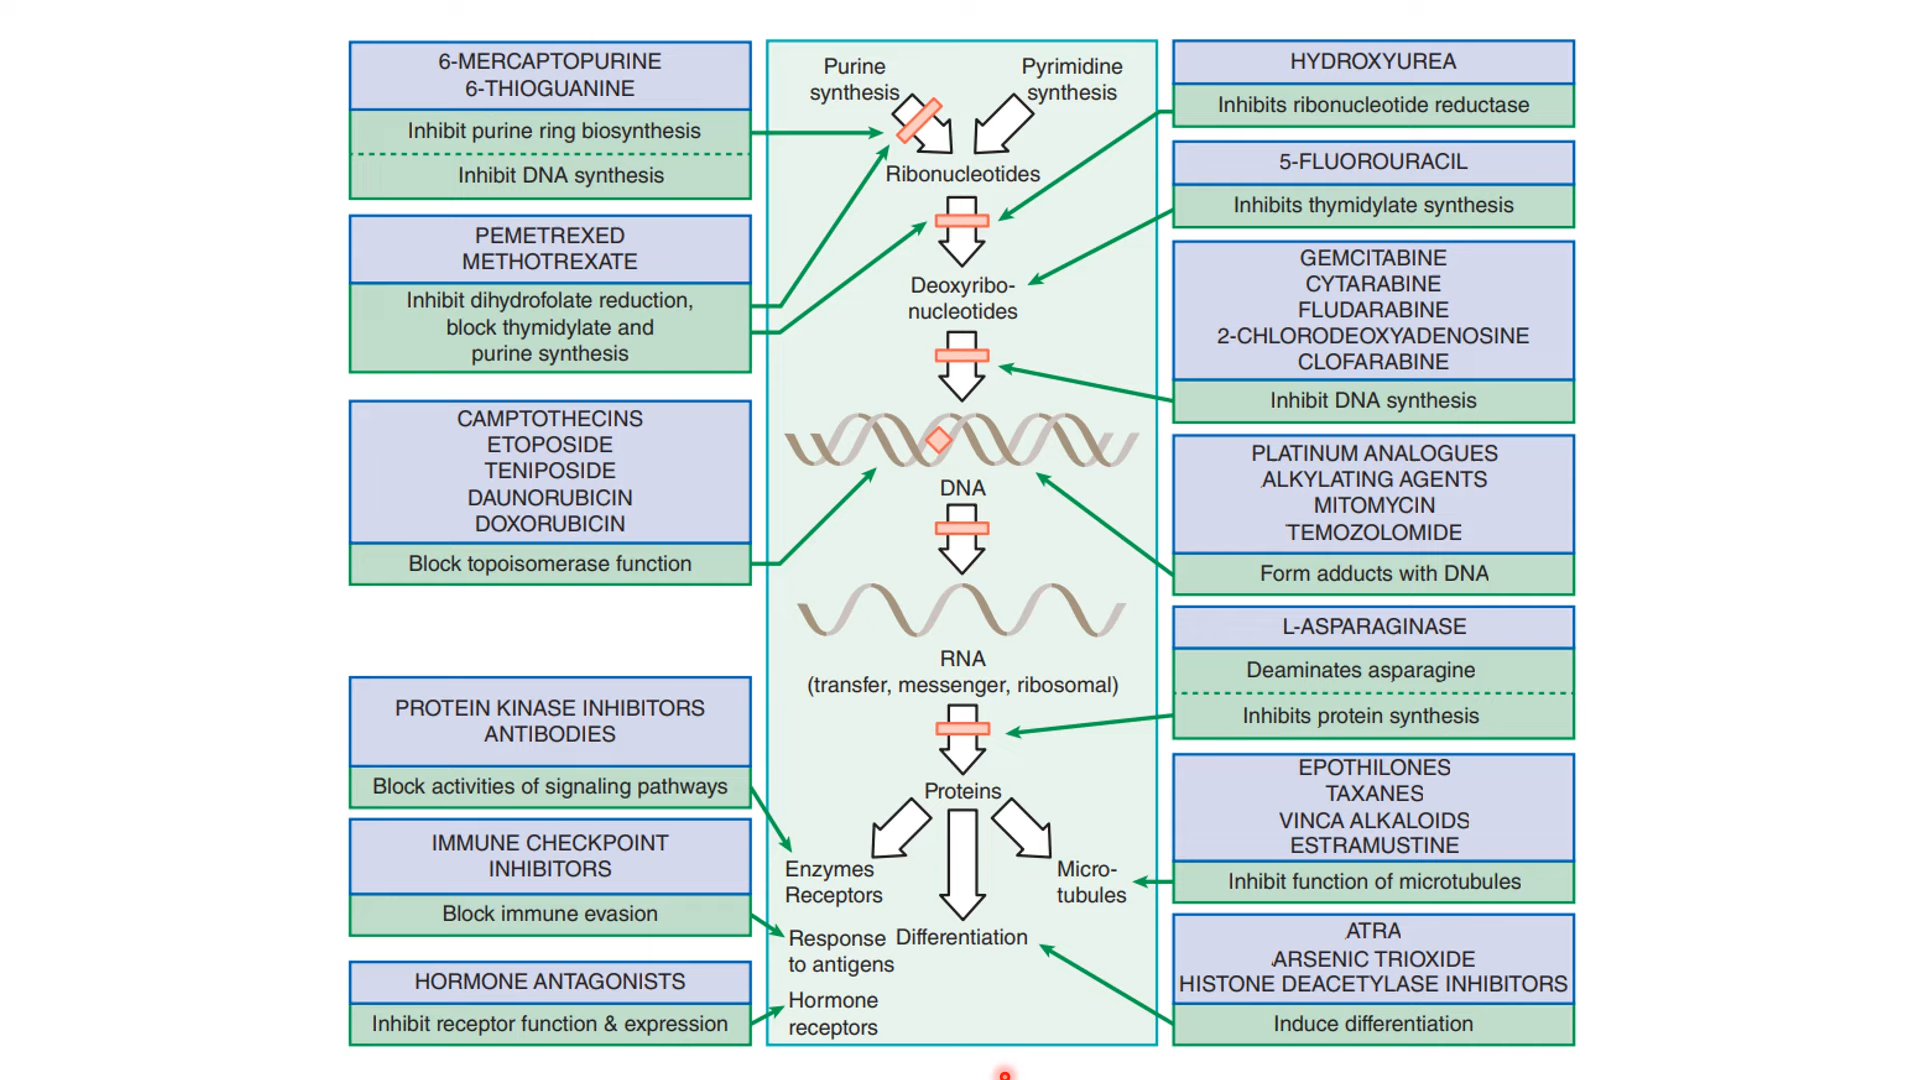 6-MERCAPTOPURINE
6-THIOGUANINE
Inhibit purine ring biosynthesis
Inhibit DNA synthesis
PEMETREXED
METHOTREXATE
Inhibit dihydrofolate reduction,
block thymidylate and
purine synthesis
CAMPTOTHECINS
ETOPOSIDE
TENIPOSIDE
DAUNORUBICIN
DOXORUBICIN
Block topoisomerase function
PROTEIN KINASE INHIBITORS
ANTIBODIES
Block activities of signaling pathways
IMMUNE CHECKPOINT
INHIBITORS
Block immune evasion
HORMONE ANTAGONISTS
Inhibit receptor function & expression
Purine
synthesis
Pyrimidine
synthesis
Ribonucleotides
Deoxyribo-
nucleotides
DNA
RNA
(transfer, messenger, ribosomal)
Proteins
Enzymes
Receptors
Micro-
tubules
Response
to antigens
Differentiation
Hormone
receptors
HYDROXYUREA
Inhibits ribonucleotide reductase
5-FLUOROURACIL
Inhibits thymidylate synthesis
GEMCITABINE
CYTARABINE
FLUDARABINE
2-CHLORODEOXYADENOSINE
CLOFARABINE
Inhibit DNA synthesis
PLATINUM ANALOGUES
ALKYLATING AGENTS
MITOMYCIN
TEMOZOLOMIDE
Form adducts with DNA
L-ASPARAGINASE
Deaminates asparagine
Inhibits protein synthesis
EPOTHILONES
TAXANES
VINCA ALKALOIDS
ESTRAMUSTINE
Inhibit function of microtubules
ATRA
ARSENIC TRIOXIDE
HISTONE DEACETYLASE INHIBITORS
Induce differentiation